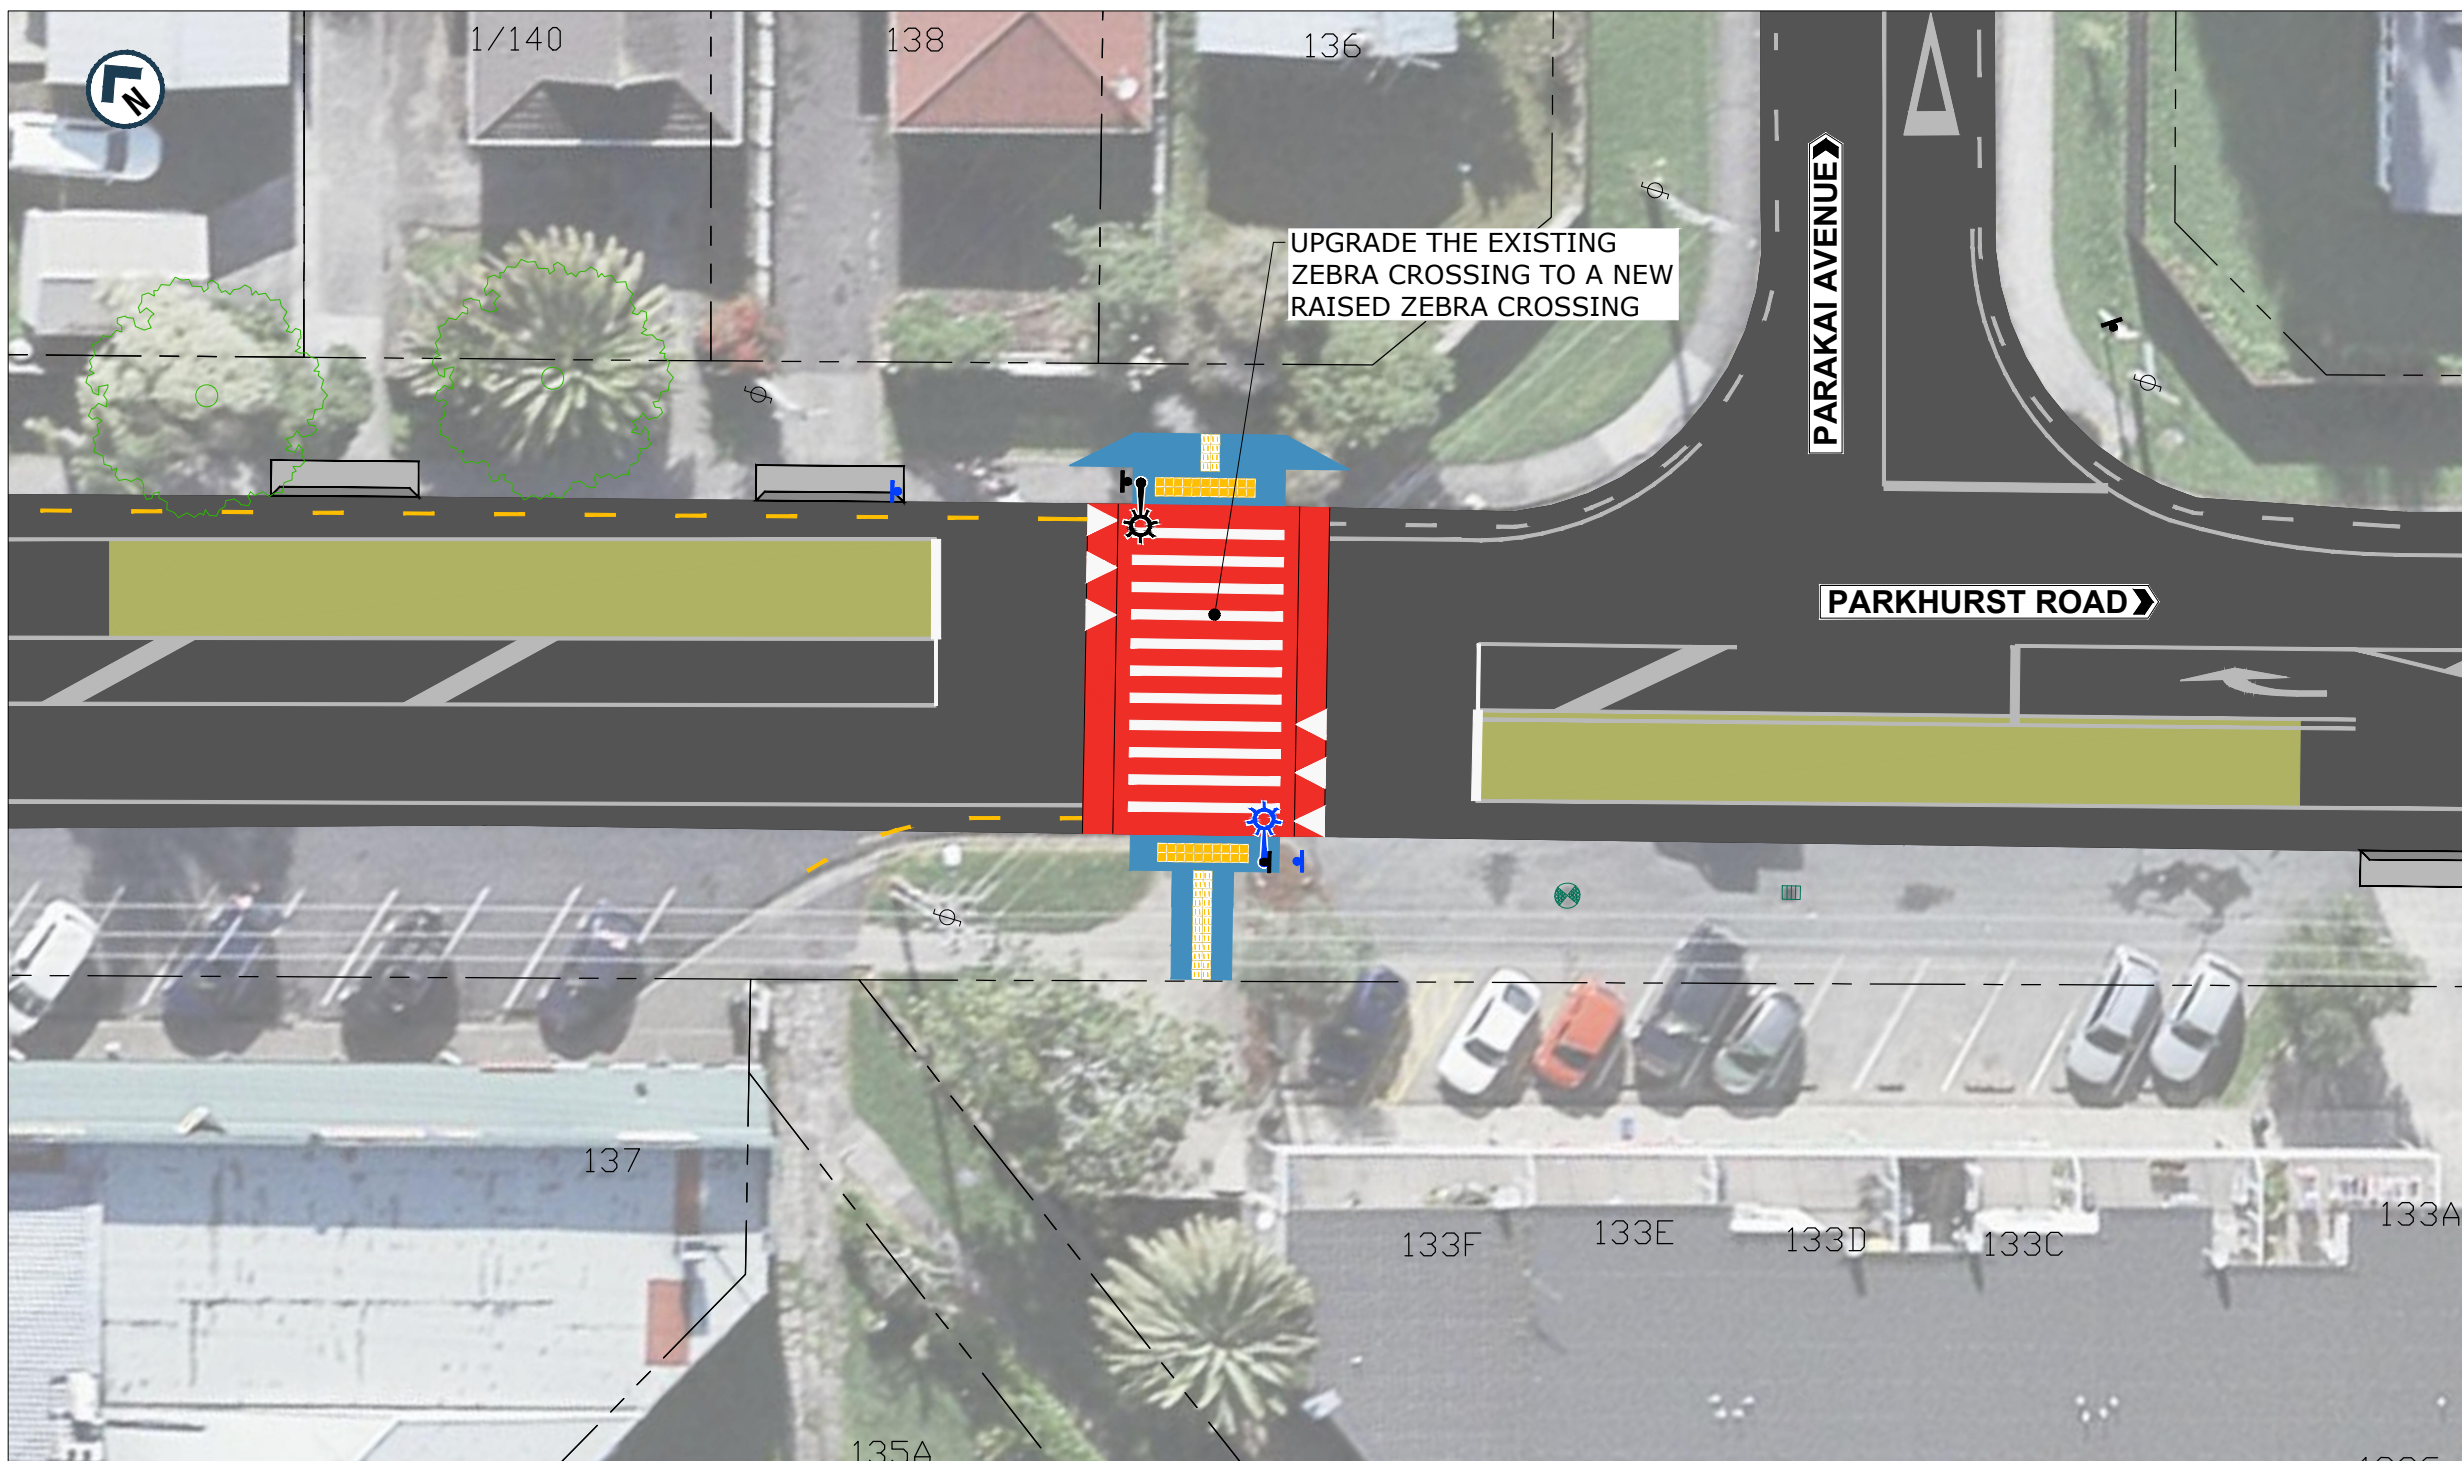 1/140
138
136
N
UPGRADE THE EXISTING
ZEBRA CROSSING TO A NEW
RAISED ZEBRA CROSSING
PARAKAI AVENUE
PARKHURST ROAD
137
133F
133E
133D
133C
133A
135A